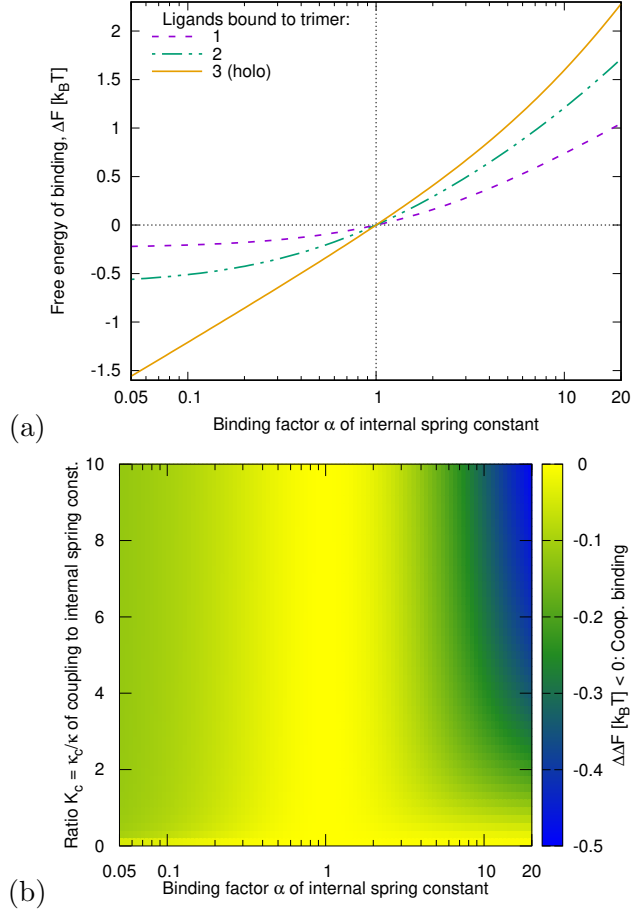 Ligands bound to trimer:
1
2
3 (holo)
Free energy of binding, ΔF [k_BT]
2
1.5
1
0.5
0
-0.5
-1
-1.5
0.05 0.1 1 10 20
Binding factor α of internal spring constant
(a)
Ratio K_c = κ_c/κ of coupling to internal spring const.
10
8
6
4
2
0
0.05 0.1 1 10 20
Binding factor α of internal spring constant
0
-0.1
-0.2
-0.3
-0.4
-0.5
ΔΔF [k_BT] < 0: Coop. binding
(b)